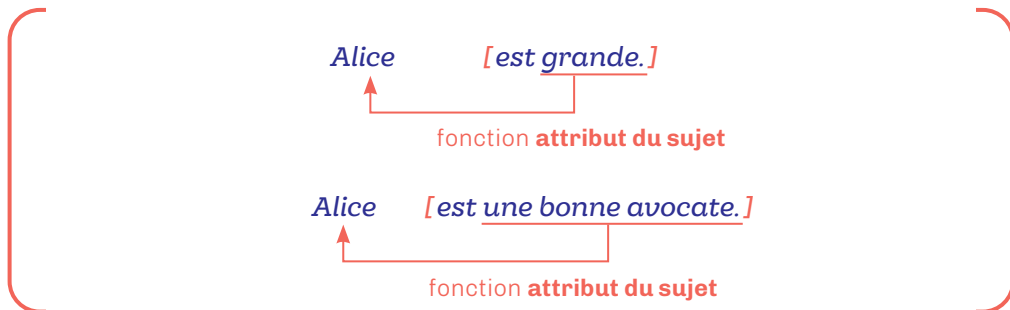 Alice [est grande.]
fonction attribut du sujet
Alice [est une bonne avocate.]
fonction attribut du sujet